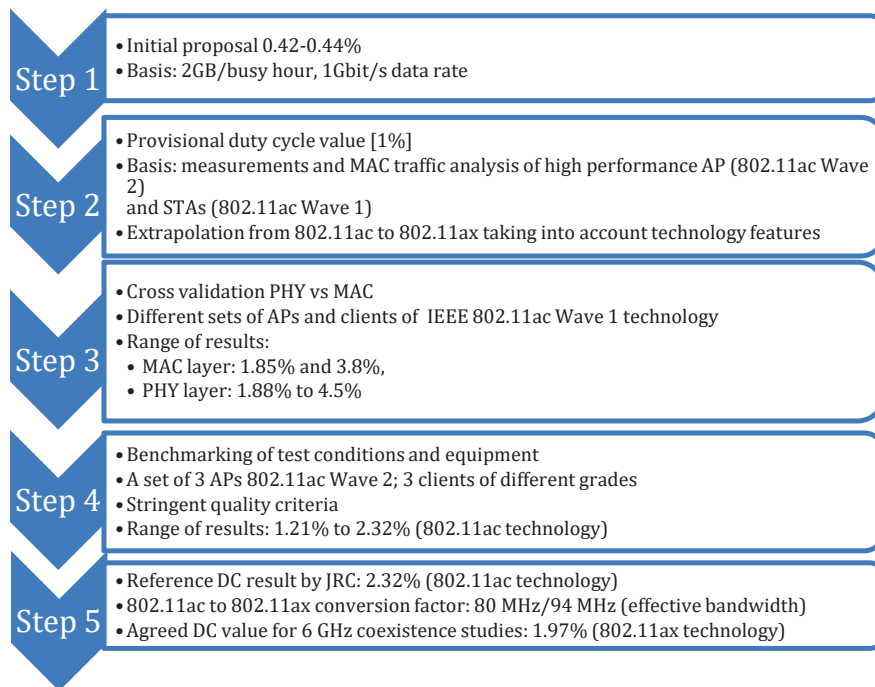 Step 1
•Initial proposal 0.42-0.44%
•Basis: 2GB/busy hour, 1Gbit/s data rate
Step 2
•Provisional duty cycle value [1%]
•Basis: measurements and MAC traffic analysis of high performance AP (802.11ac Wave
2)
and STAs (802.11ac Wave 1)
•Extrapolation from 802.11ac to 802.11ax taking into account technology features
Step 3
•Cross validation PHY vs MAC
•Different sets of APs and clients of IEEE 802.11ac Wave 1 technology
•Range of results:
• MAC layer: 1.85% and 3.8%,
• PHY layer: 1.88% to 4.5%
Step 4
•Benchmarking of test conditions and equipment
•A set of 3 APs 802.11ac Wave 2; 3 clients of different grades
•Stringent quality criteria
•Range of results: 1.21% to 2.32% (802.11ac technology)
Step 5
•Reference DC result by JRC: 2.32% (802.11ac technology)
•802.11ac to 802.11ax conversion factor: 80 MHz/94 MHz (effective bandwidth)
•Agreed DC value for 6 GHz coexistence studies: 1.97% (802.11ax technology)